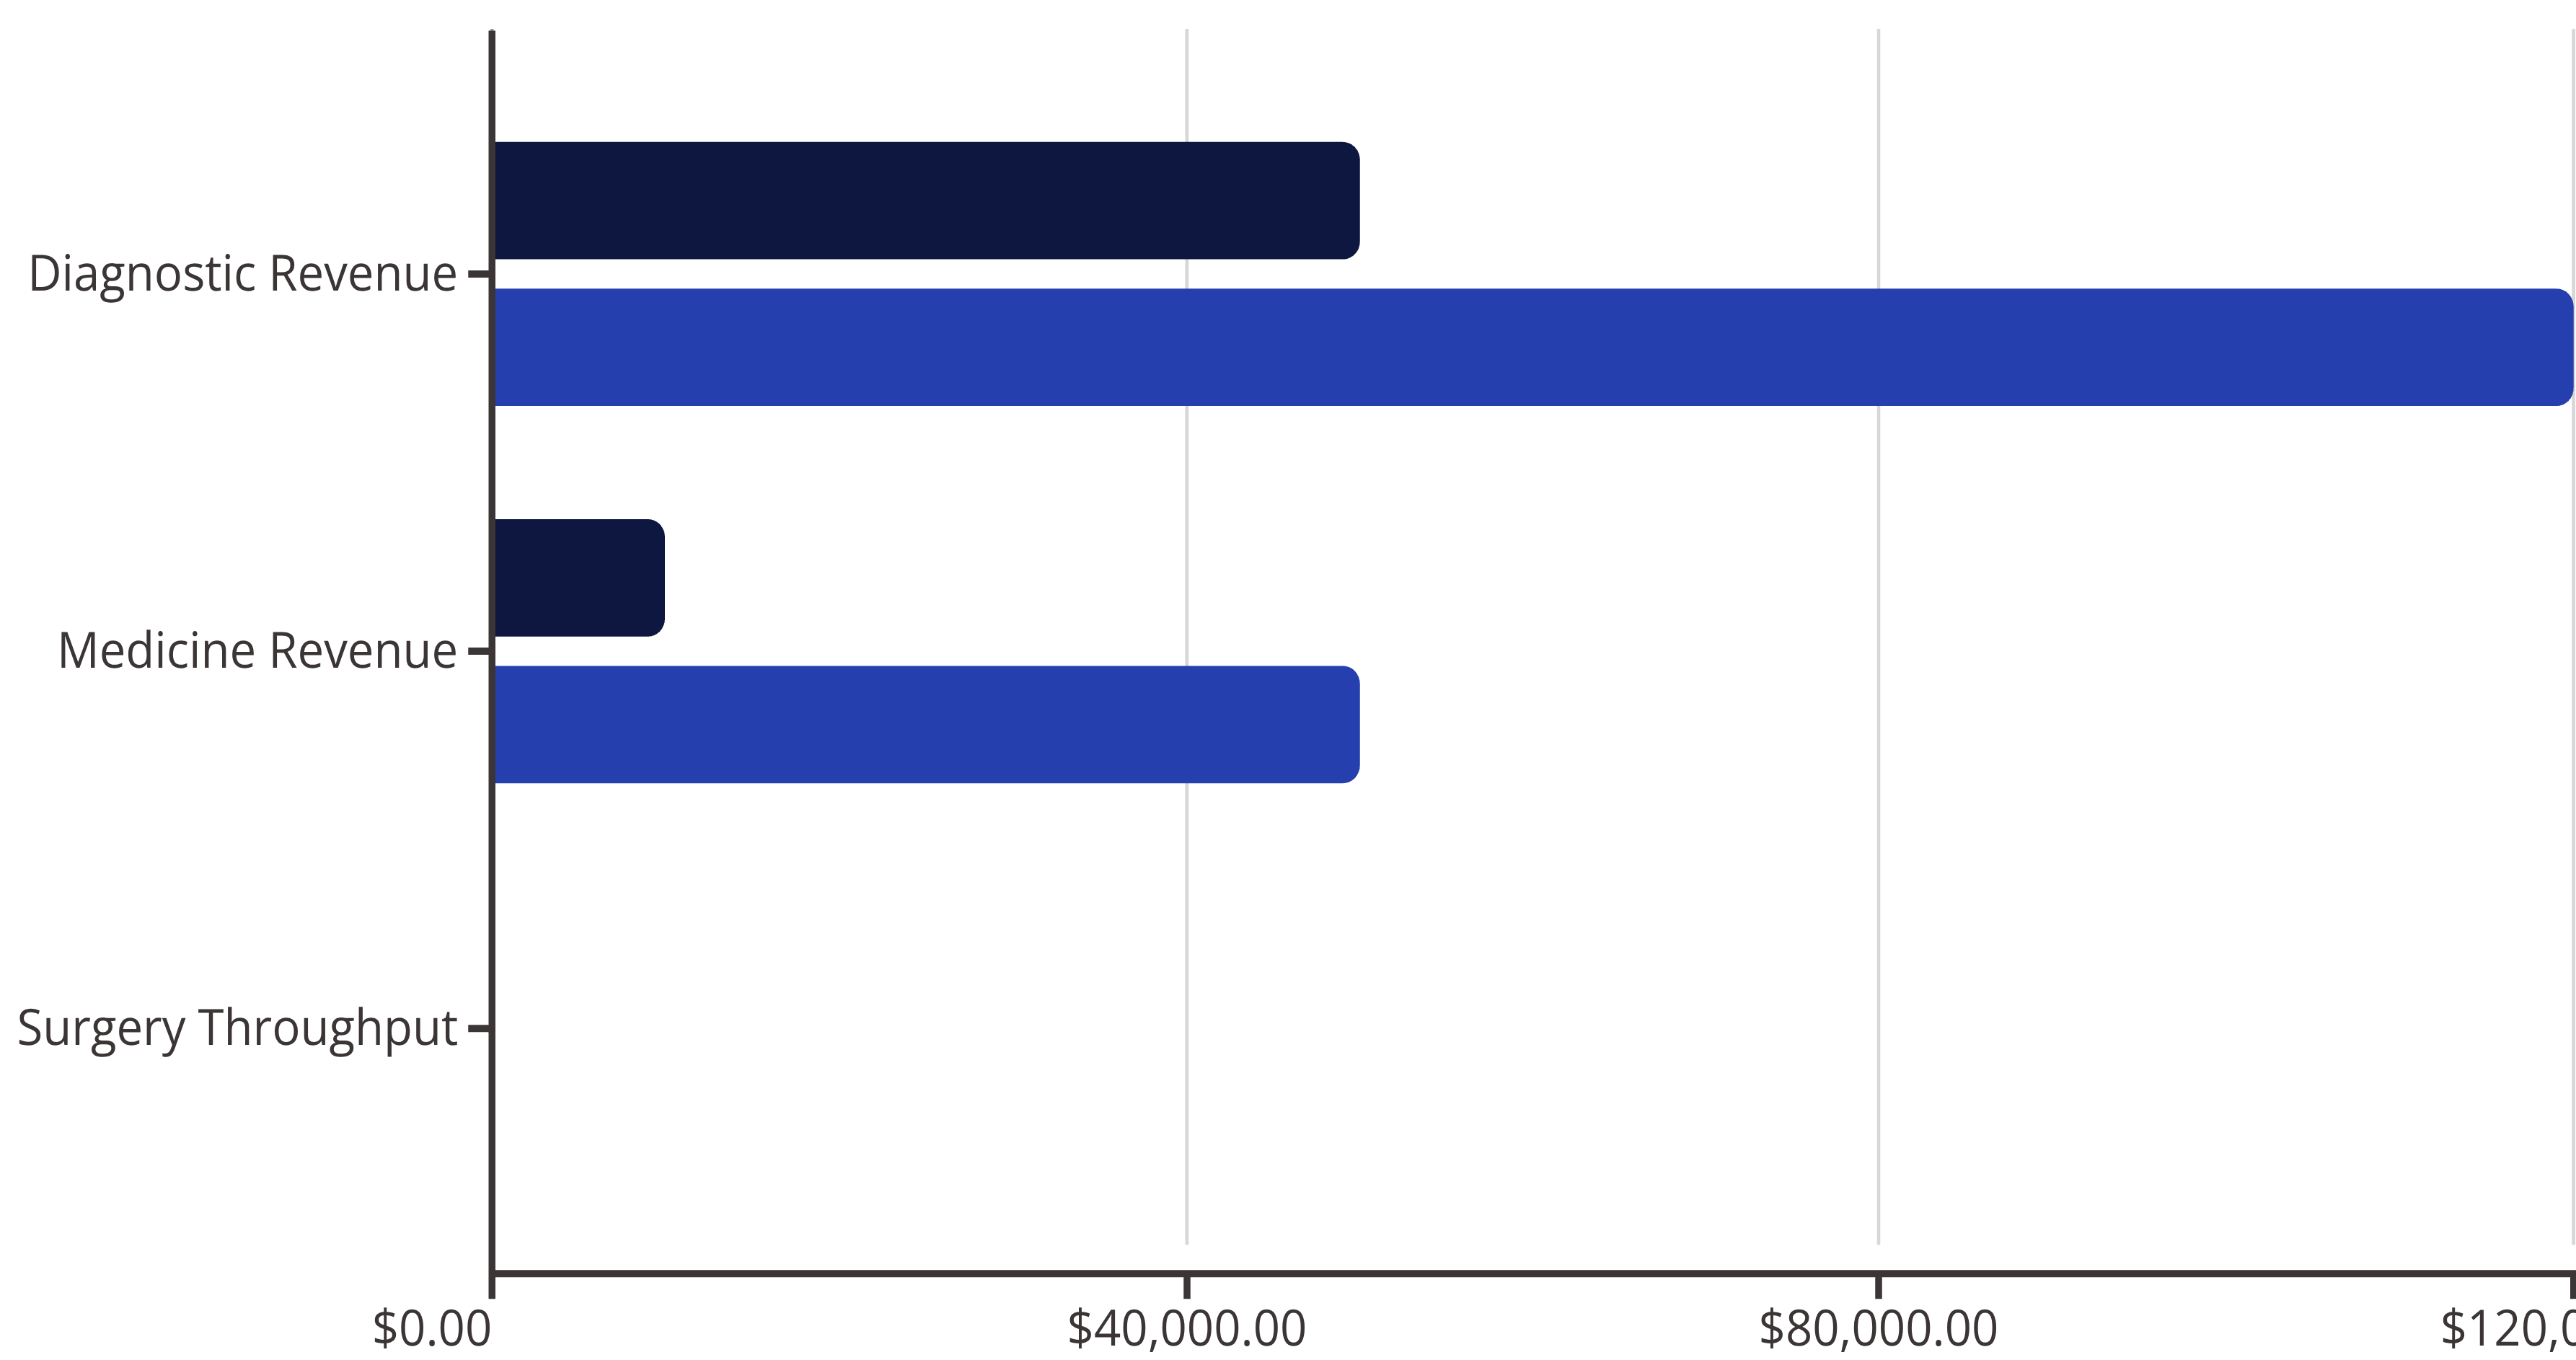 Diagnostic Revenue
Medicine Revenue
Surgery Throughput
$0.00 $40,000.00 $80,000.00